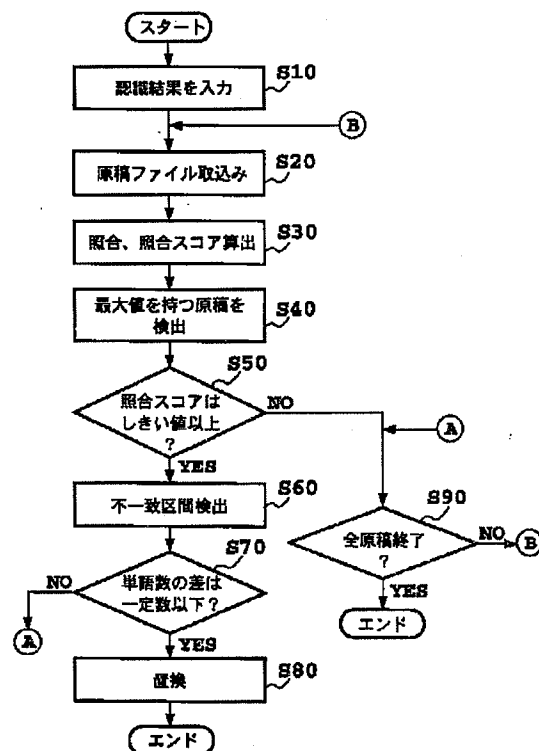 スタート
S10
認識結果を入力
B
S20
原稿ファイル取込み
S30
照合、照合スコア算出
S40
最大値を持つ原稿を
検出
S50
照合スコアは
しきい値以上
?
NO
A
YES
S60
不一致区間検出
S90
全原稿終了
?
NO
B
YES
エンド
S70
単語数の差は
一定数以下?
NO
A
YES
S80
置換
エンド